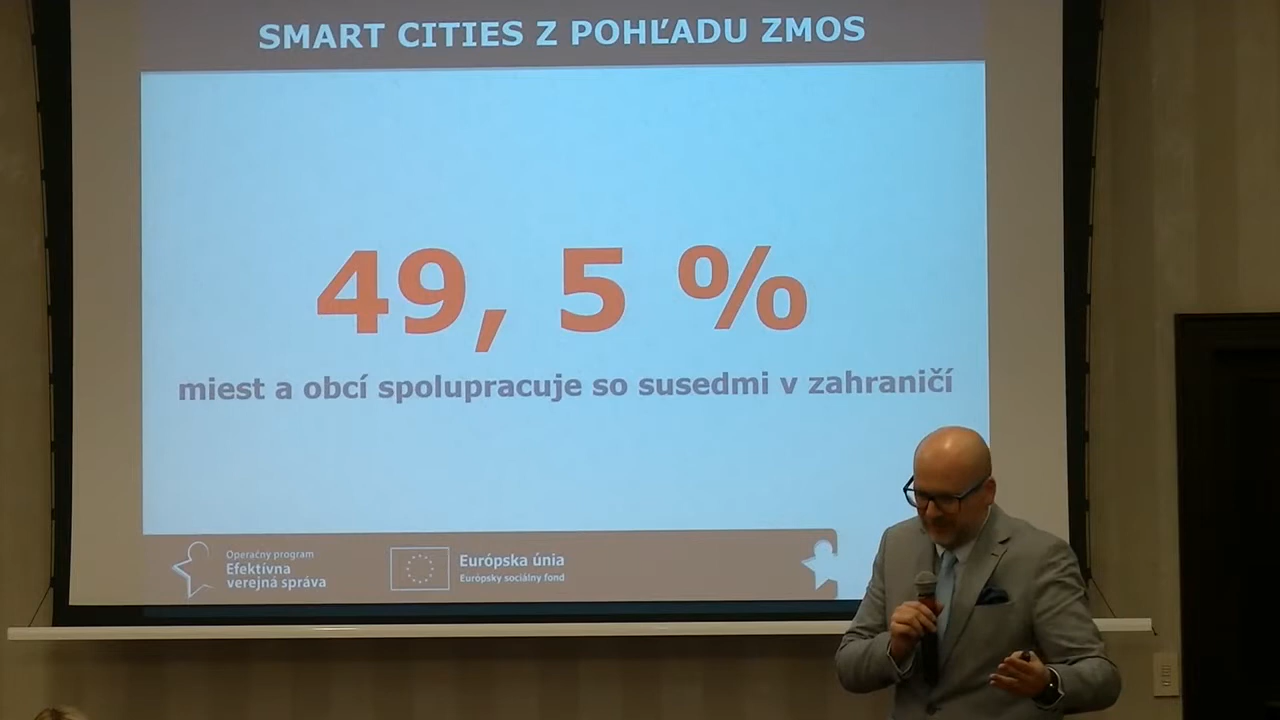 SMART CITIES Z POHĽADU ZMOS
49, 5 %
miest a obcí spolupracuje so susedmi v zahraničí
Operačný program
Efektívna
verejná správa
Európska únia
Európsky sociálny fond